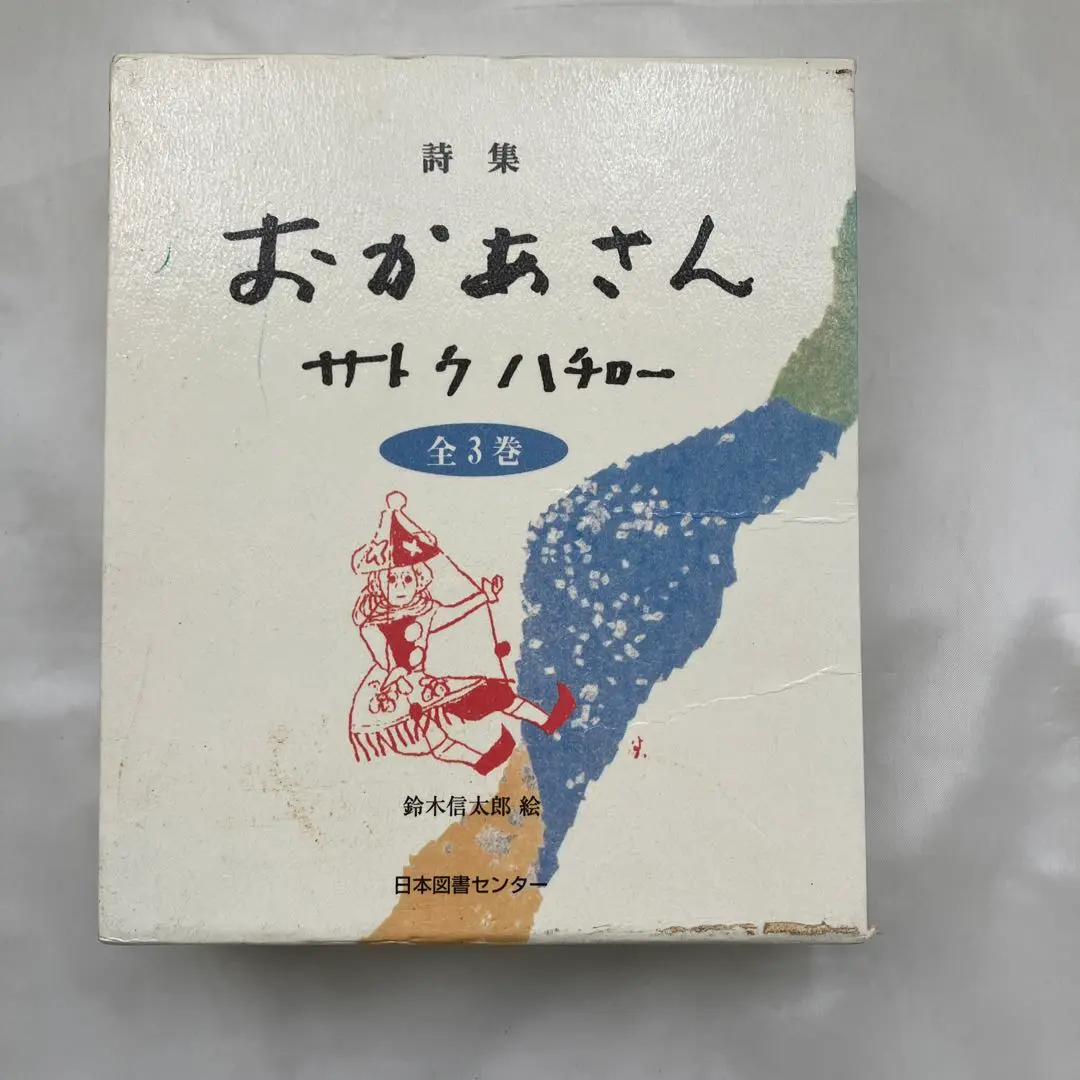 詩集
おかあさん
サトウハチロー
全3巻
鈴木信太郎 絵
日本図書センター